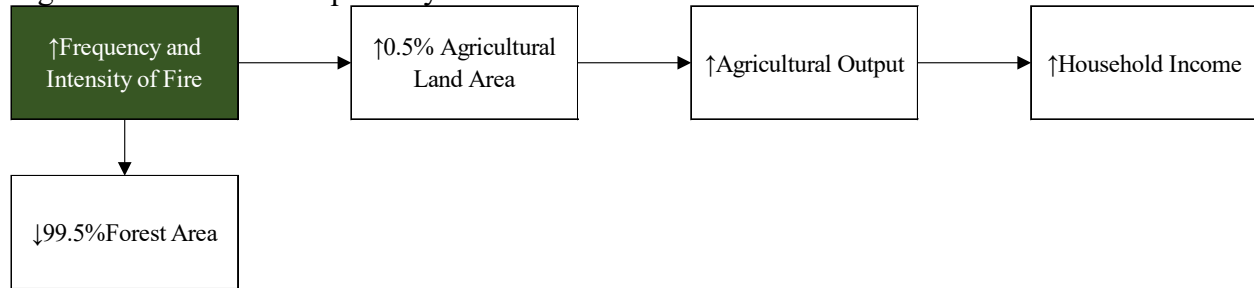 ↑Frequency and
Intensity of Fire
↑0.5% Agricultural
Land Area
↑Agricultural Output
↑Household Income
↓99.5%Forest Area